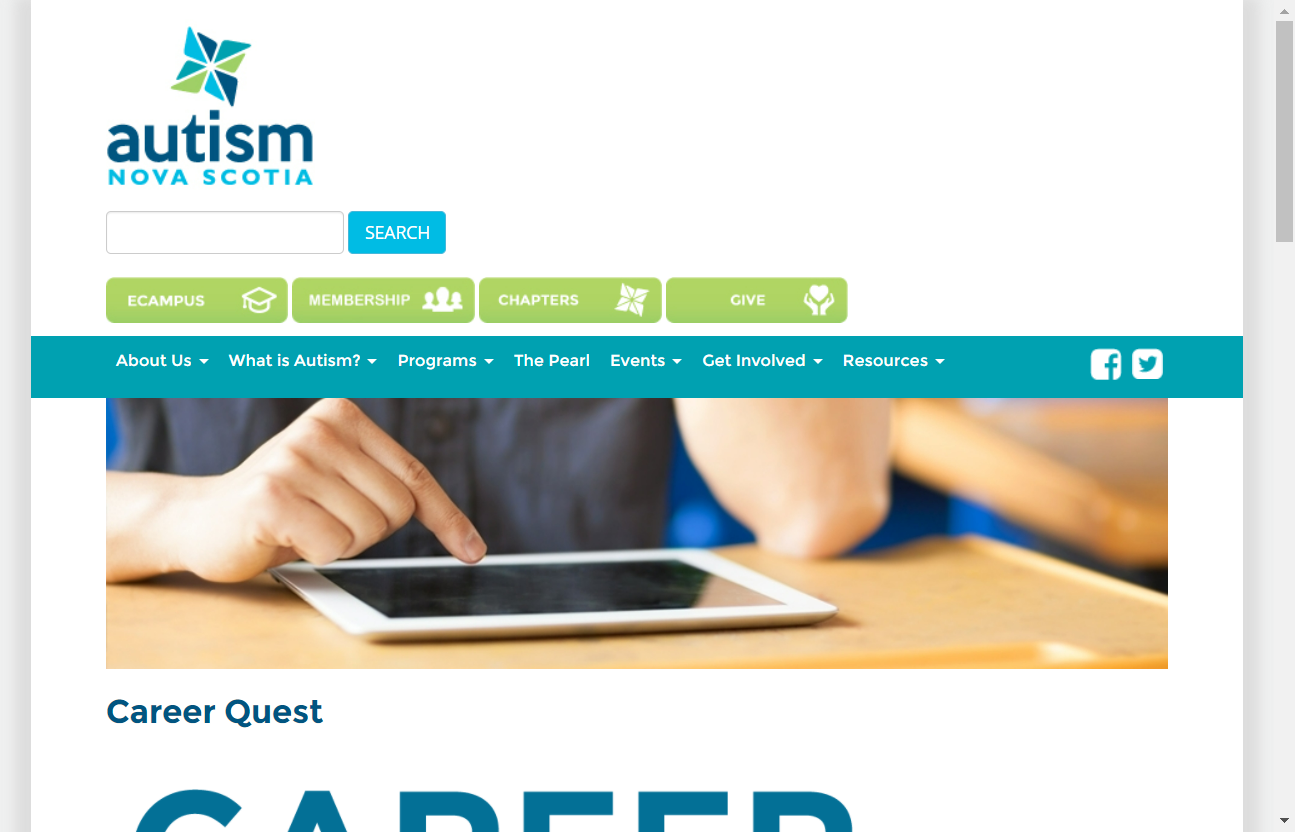 autism
NOVA SCOTIA
SEARCH
ECAMPUS
MEMBERSHIP
CHAPTERS
GIVE
About Us What is Autism? Programs The Pearl Events Get Involved Resources
Career Quest
CAREER